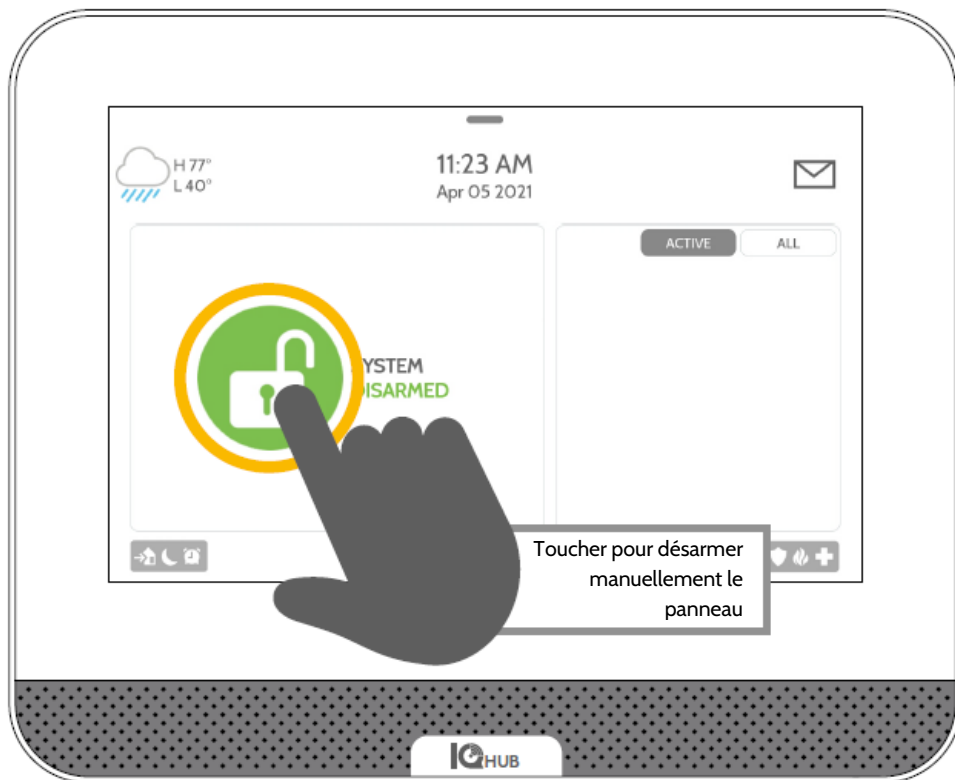 H 77°
L 40°
11:23 AM
Apr 05 2021
ACTIVE
ALL
YSTEM
ISARMED
Toucher pour désarmer
manuellement le
panneau
IQ HUB